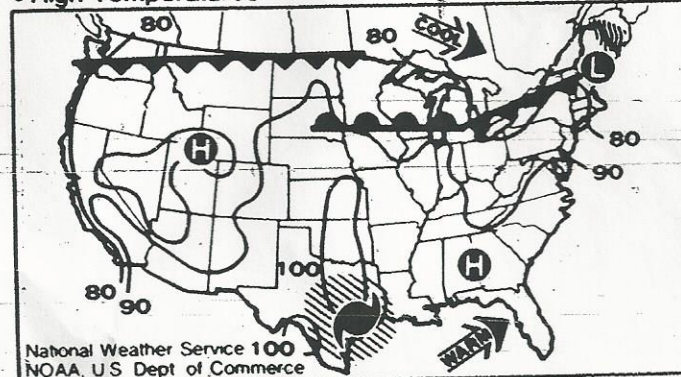 High Temperatures
80
80
COOL
L
H
80
90
H
100
80 90
WARM
National Weather Service 100
NOAA, U S Dept of Commerce